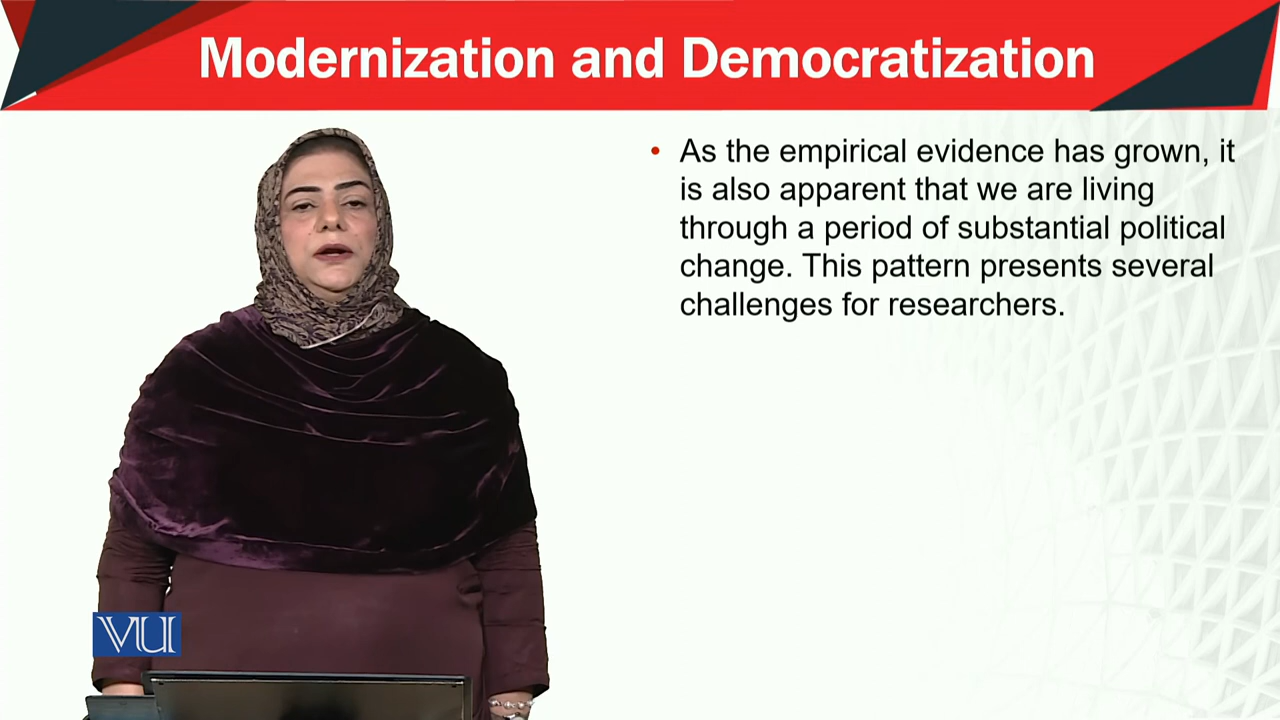 Modernization and Democratization
• As the empirical evidence has grown, it
is also apparent that we are living
through a period of substantial political
change. This pattern presents several
challenges for researchers.
VU